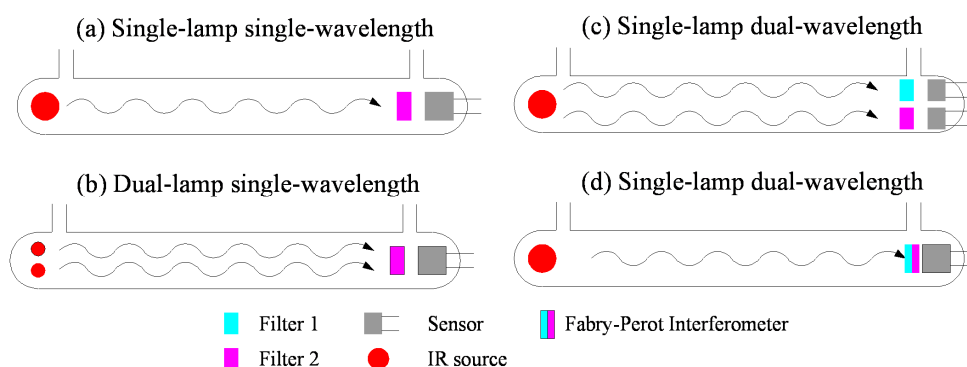 (a) Single-lamp single-wavelength
(c) Single-lamp dual-wavelength
(b) Dual-lamp single-wavelength
(d) Single-lamp dual-wavelength
Filter 1
Sensor
Fabry-Perot Interferometer
Filter 2
IR source